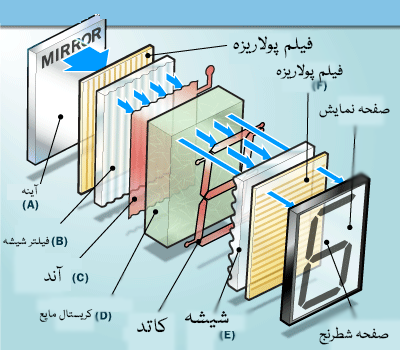 MIRROR
فیلم پولاریزه
فیلم پولاریزه
(F)
صفحه نمایش
آینه
(A)
فیلتر شیشه (B)
آند (C)
کریستال مایع (D)
کاتد
شیشه
(E)
صفحه شطرنج